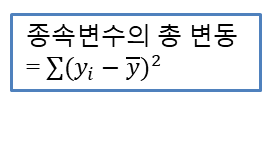 종속변수의 총 변동
= ∑(yᵢ − y̅)²